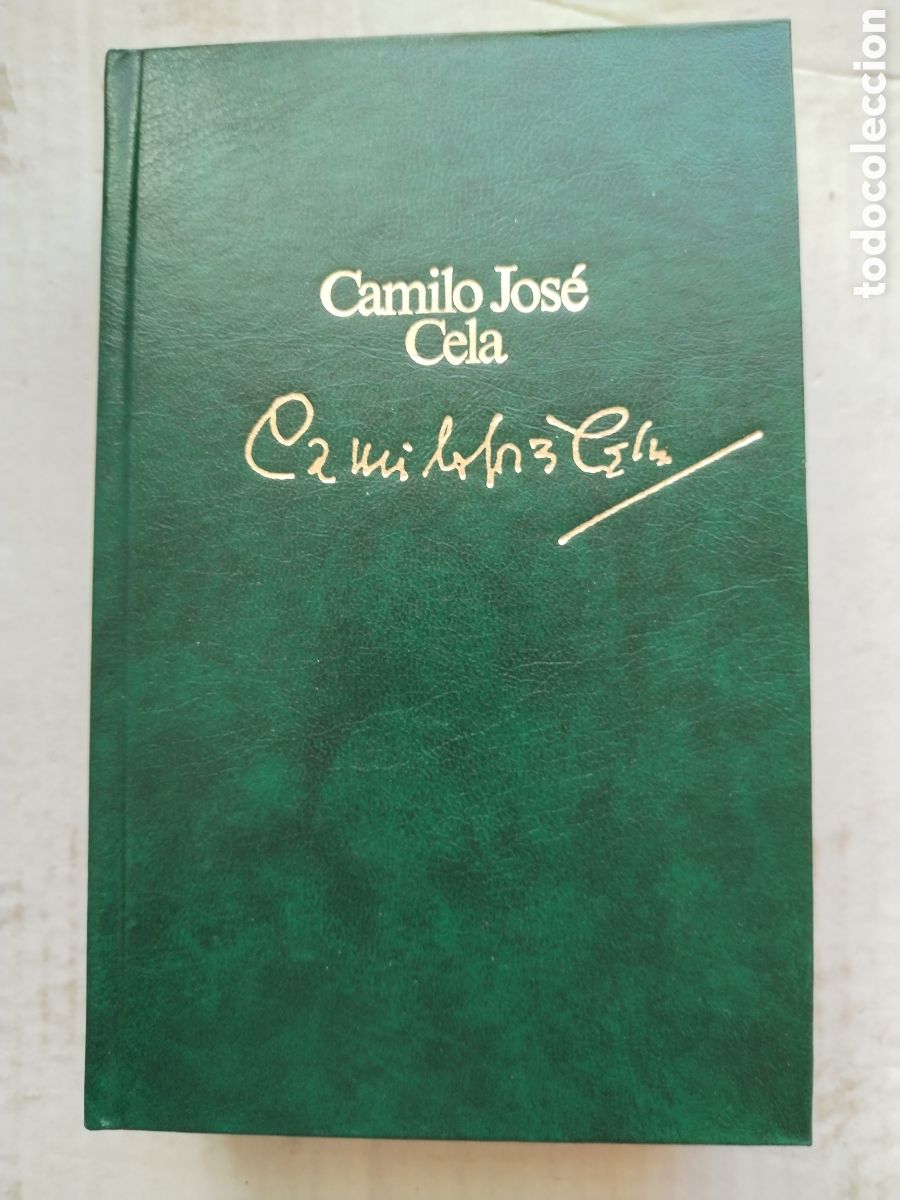 Camilo José
Cela
Camilo José Cela
todocoleccion